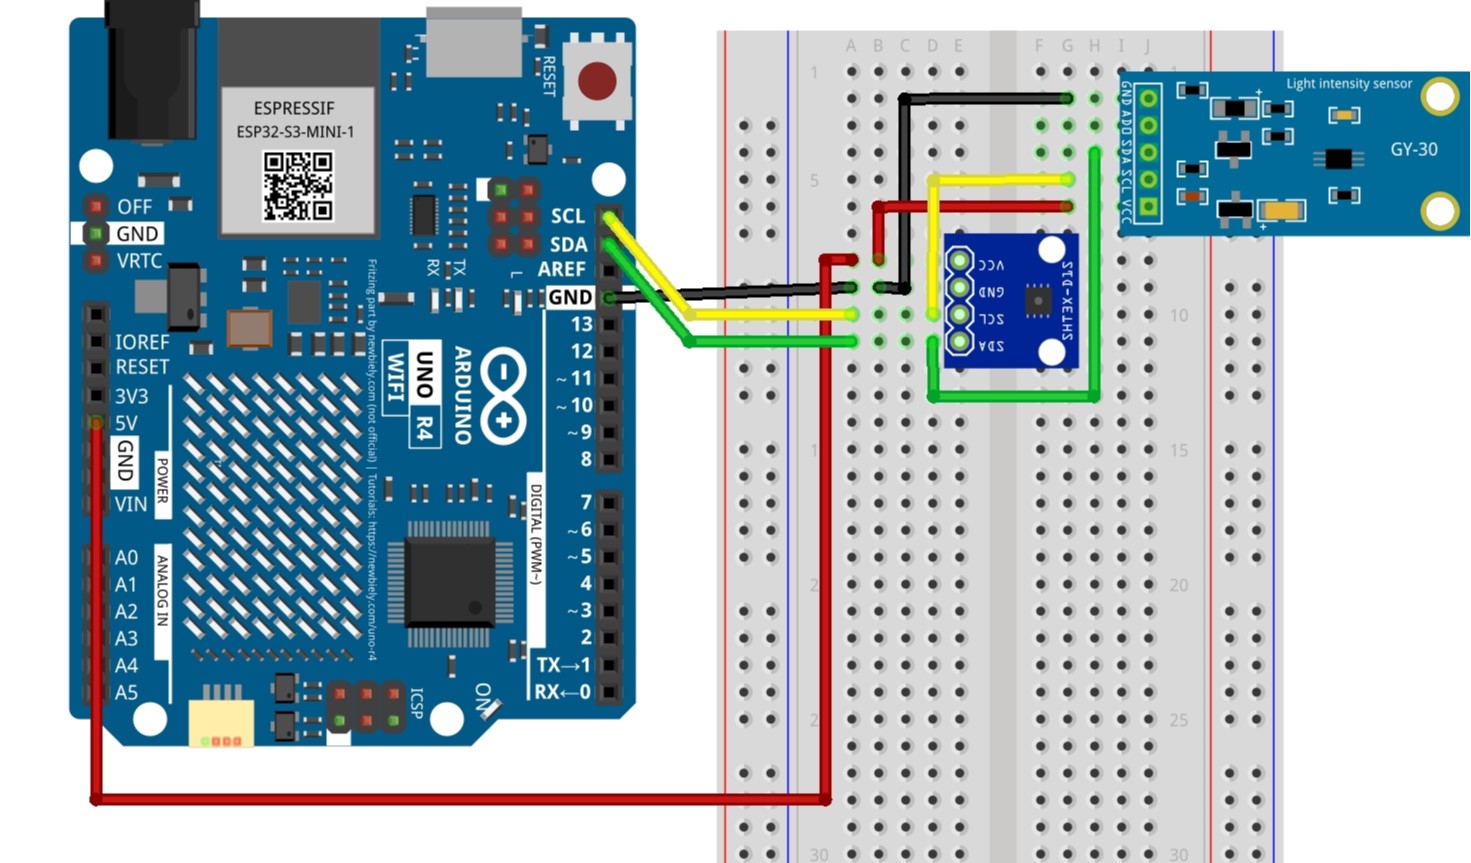 ESPRESSIF
ESP32-S3-MINI-1
RESET
OFF
GND
VRTC
IOREF
RESET
3V3
5V
GND
VIN
POWER
A0
A1
A2
A3
A4
A5
ANALOG IN
SCL
SDA
AREF
GND
13
12
~11
~10
~9
8
7
~6
~5
4
~3
2
TX→1
RX←0
DIGITAL (PWM~)
RX
TX
L
UNO
R4
WIFI
ARDUINO
Fritzing part by newbiely.com (not official) | Tutorials: https://newbiely.com/uno-r4
ICSP
ON
A B C D E
F G H I J
1
5
10
15
20
25
30
30
VCC
GND
SCL
SDA
GND
ADO
SDA
SCL
VCC
Light intensity sensor
GY-30